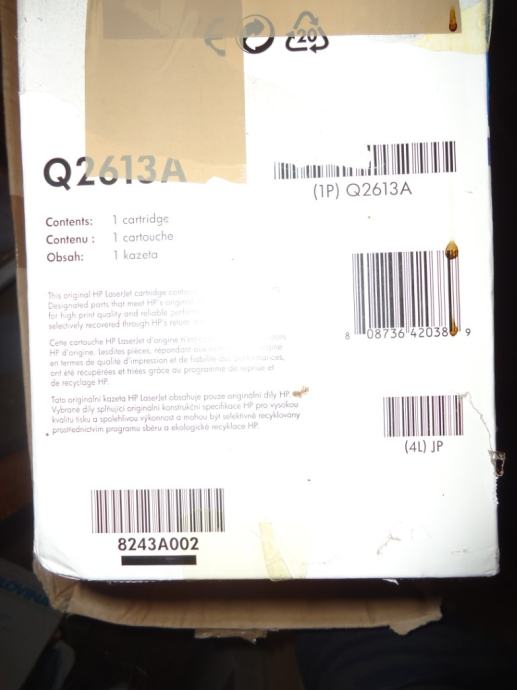 20
Q2613A
(1P) Q2613A
Contents: 1 cartridge
Contenu : 1 cartouche
Obsah: 1 kazeta
This original HP LaserJet cartridge
Designated parts that meet HP's original
for high print quality and reliable
selectively recovered through HP's return
8 08736 42038 9
Cette cartouche HP LaserJet d'origine n'est
HP d'origine. Lesdites pièces, répondant aux
en termes de qualité d'impression et de fiabilité des performances,
ont été récupérées et triées grâce au programme de reprise et
de recyclage HP.
Tato originalní kazeta HP LaserJet obsahuje pouze originalní díly HP.
Vybrané díly splňující originalní konstrukční specifikace HP pro vysokou
kvalitu tisku a spolehlivou výkonnost a mohou být selektivně recyklovány
prostřednictvím programu sběru a ekologické recyklace HP.
(4L) JP
8243A002